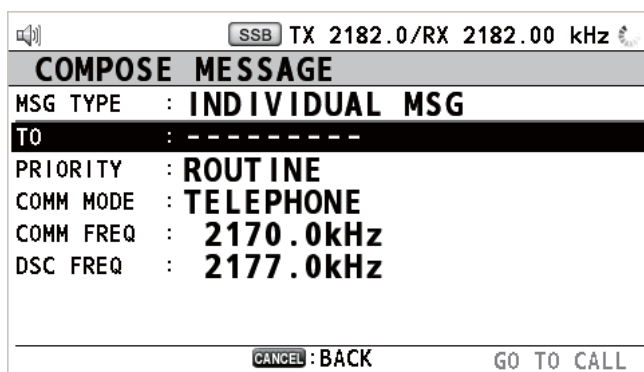 SSB TX 2182.0/RX 2182.00 kHz
COMPOSE MESSAGE
MSG TYPE : INDIVIDUAL MSG
TO : ---------
PRIORITY : ROUTINE
COMM MODE : TELEPHONE
COMM FREQ : 2170.0kHz
DSC FREQ : 2177.0kHz
CANCEL : BACK GO TO CALL